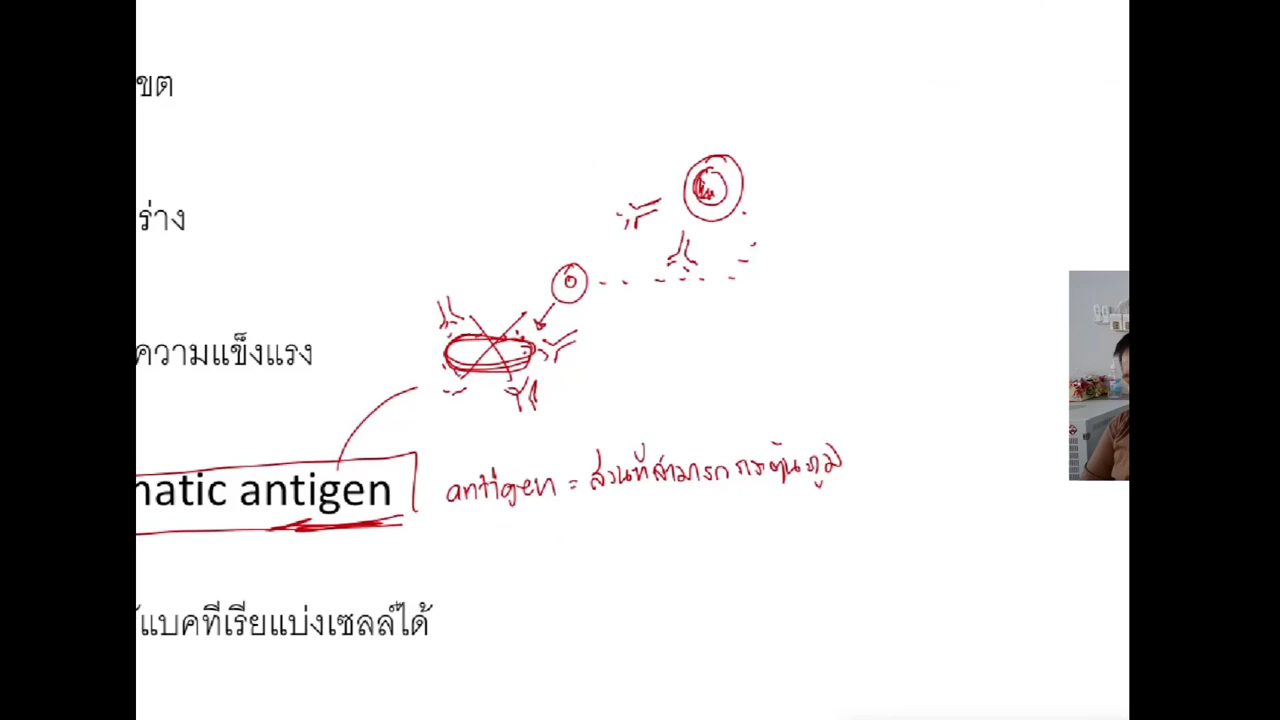 ขต
ร่าง
ความแข็งแรง
matic antigen
antigen = ส่วนที่สามารถกระตุ้นภูมิ
แบคทีเรียแบ่งเซลล์ได้